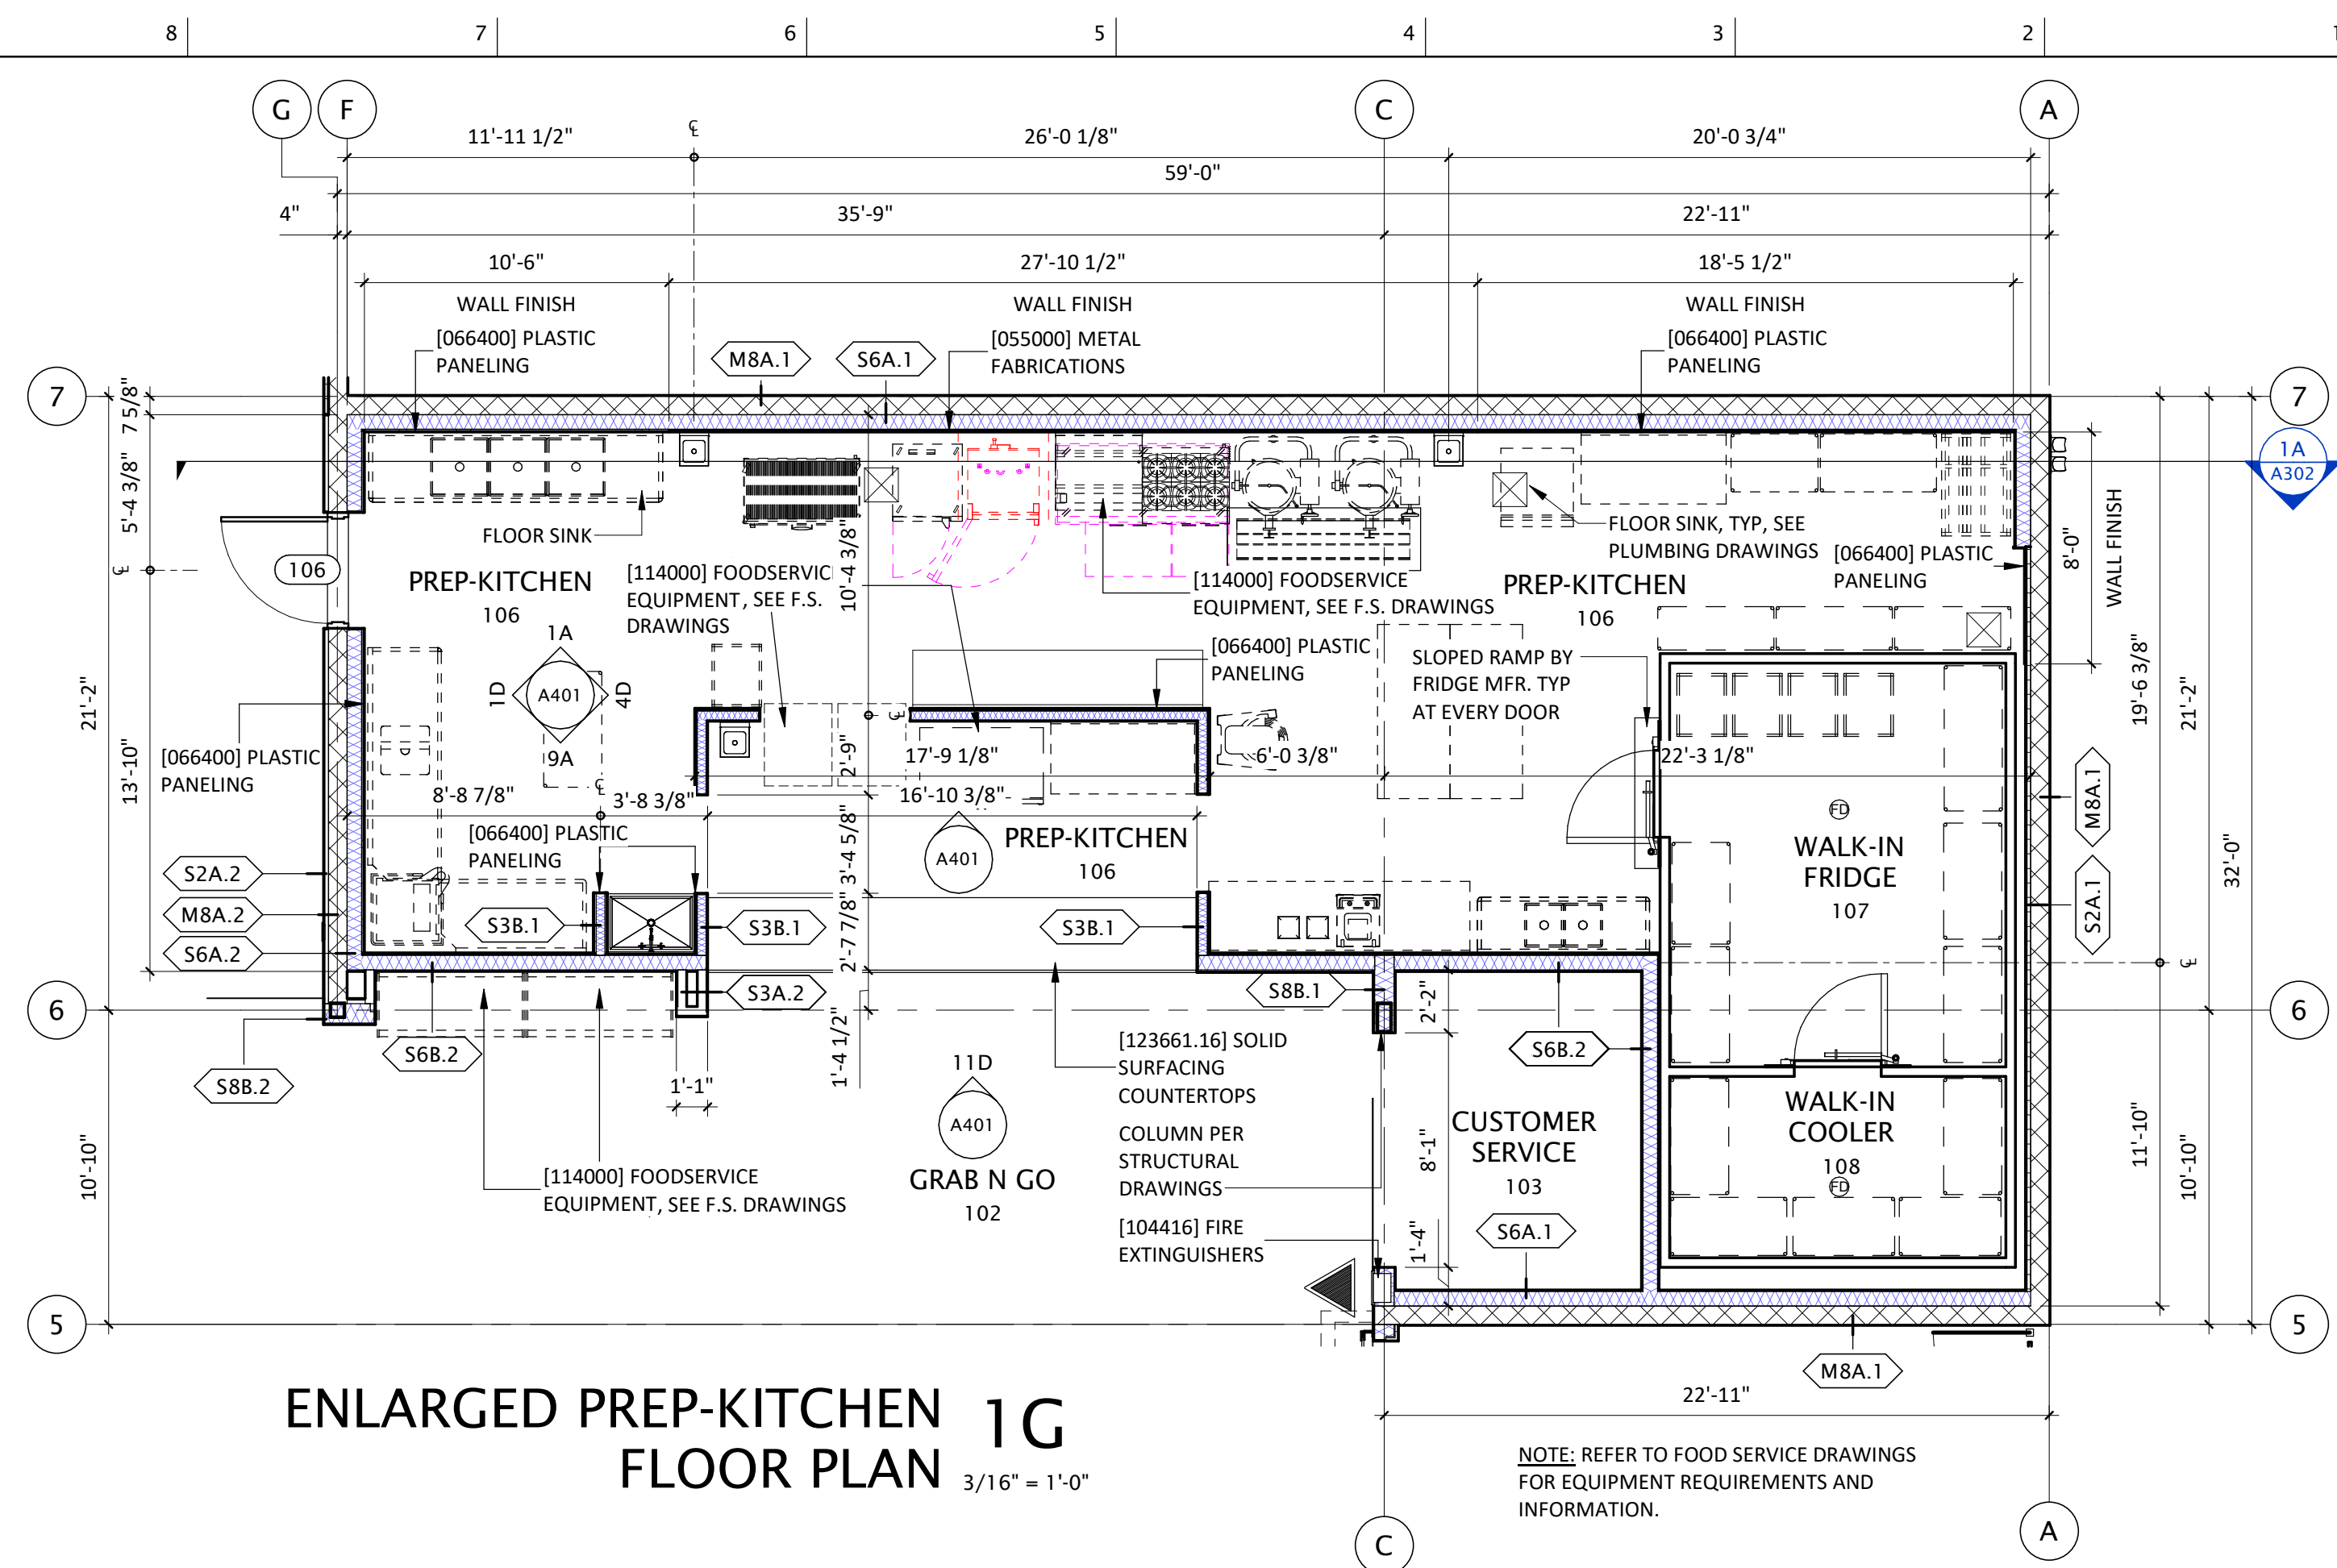 8 7 6 5 4 3 2 1
G F C A
11'-11 1/2" ℄ 26'-0 1/8" 20'-0 3/4"
59'-0"
4" 35'-9" 22'-11"
10'-6" 27'-10 1/2" 18'-5 1/2"
WALL FINISH WALL FINISH WALL FINISH
[066400] PLASTIC
PANELING
M8A.1
S6A.1
[055000] METAL
FABRICATIONS
[066400] PLASTIC
PANELING
7
7 5/8"
7
1A
A302
5'-4 3/8"
FLOOR SINK
10'-4 3/8"
FLOOR SINK, TYP, SEE
PLUMBING DRAWINGS
[066400] PLASTIC
PANELING
8'-0"
WALL FINISH
℄
106
PREP-KITCHEN
106
[114000] FOODSERVIC
EQUIPMENT, SEE F.S.
DRAWINGS
[114000] FOODSERVICE
EQUIPMENT, SEE F.S. DRAWINGS
PREP-KITCHEN
106
1A
1D
A401
4D
9A
[066400] PLASTIC
PANELING
SLOPED RAMP BY
FRIDGE MFR. TYP
AT EVERY DOOR
21'-2"
13'-10"
19'-6 3/8"
21'-2"
[066400] PLASTIC
PANELING
℄
2'-9"
17'-9 1/8"
6'-0 3/8"
22'-3 1/8"
8'-8 7/8"
℄
3'-8 3/8"
16'-10 3/8"
M8A.1
[066400] PLASTIC
PANELING
3'-4 5/8"
A401
PREP-KITCHEN
106
FD
WALK-IN
FRIDGE
107
32'-0"
S2A.2
M8A.2
S6A.2
S3B.1
S3B.1
S3B.1
S2A.1
2'-7 7/8"
℄
S3A.2
S8B.1
2'-2"
6
6
S8B.2
S6B.2
1'-1"
1'-4 1/2"
11D
A401
GRAB N GO
102
[123661.16] SOLID
SURFACING
COUNTERTOPS
S6B.2
COLUMN PER
STRUCTURAL
DRAWINGS
8'-1"
CUSTOMER
SERVICE
103
WALK-IN
COOLER
108
FD
10'-10"
11'-10"
10'-10"
[114000] FOODSERVICE
EQUIPMENT, SEE F.S. DRAWINGS
[104416] FIRE
EXTINGUISHERS
1'-4"
S6A.1
5
5
M8A.1
22'-11"
ENLARGED PREP-KITCHEN
FLOOR PLAN
1G
3/16" = 1'-0"
NOTE: REFER TO FOOD SERVICE DRAWINGS
FOR EQUIPMENT REQUIREMENTS AND
INFORMATION.
C A